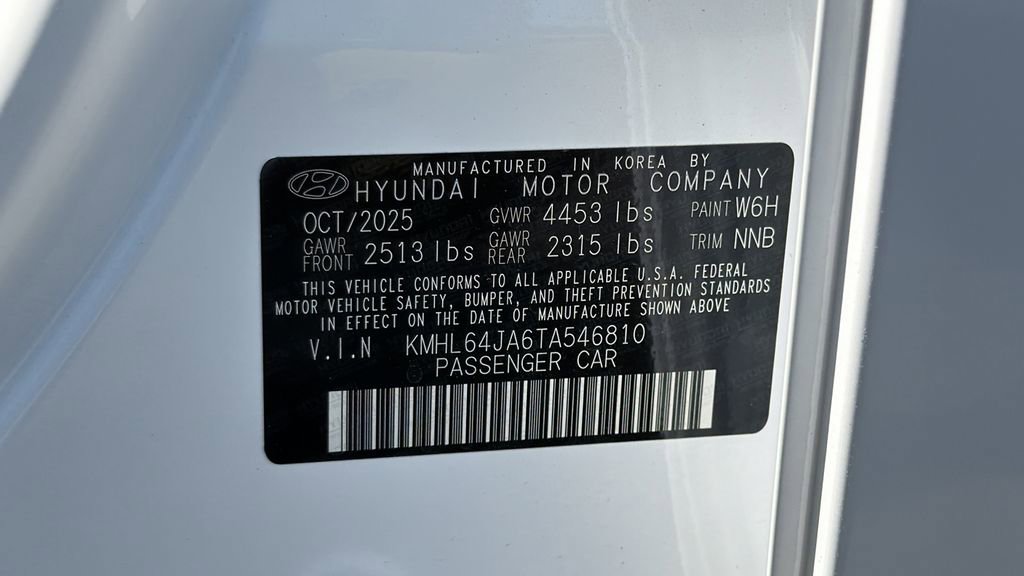 MANUFACTURED IN KOREA BY
HYUNDAI MOTOR COMPANY
OCT/2025 GVWR 4453 lbs PAINT W6H
GAWR FRONT 2513 lbs GAWR REAR 2315 lbs TRIM NNB
THIS VEHICLE CONFORMS TO ALL APPLICABLE U.S.A. FEDERAL
MOTOR VEHICLE SAFETY, BUMPER, AND THEFT PREVENTION STANDARDS
IN EFFECT ON THE DATE OF MANUFACTURE SHOWN ABOVE
V.I.N KMHL64JA6TA546810
PASSENGER CAR